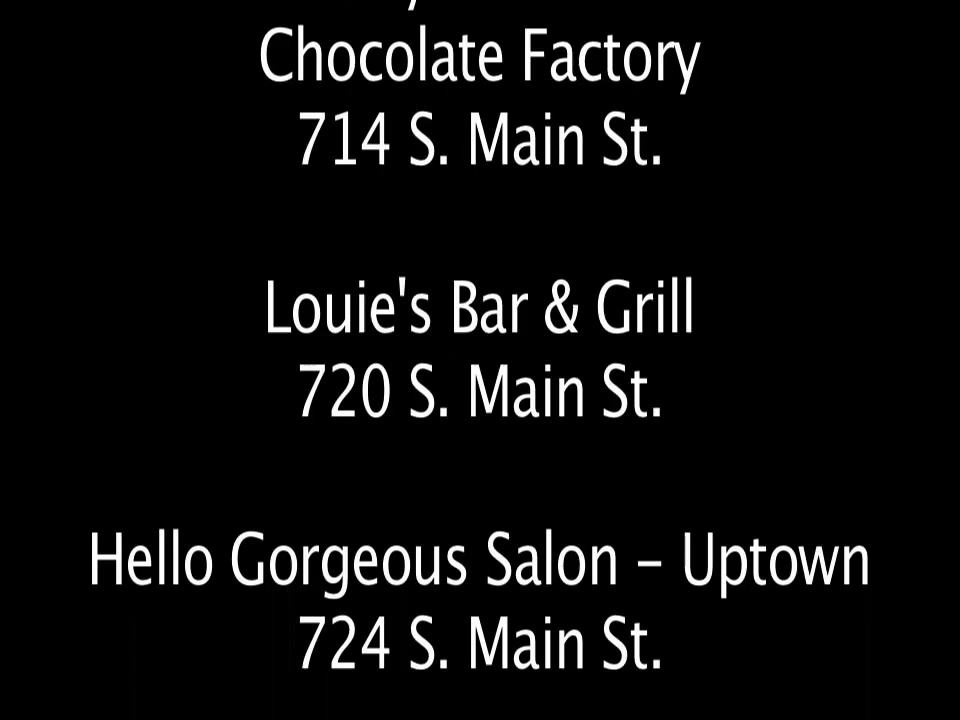 Chocolate Factory
714 S. Main St.
Louie's Bar & Grill
720 S. Main St.
Hello Gorgeous Salon – Uptown
724 S. Main St.